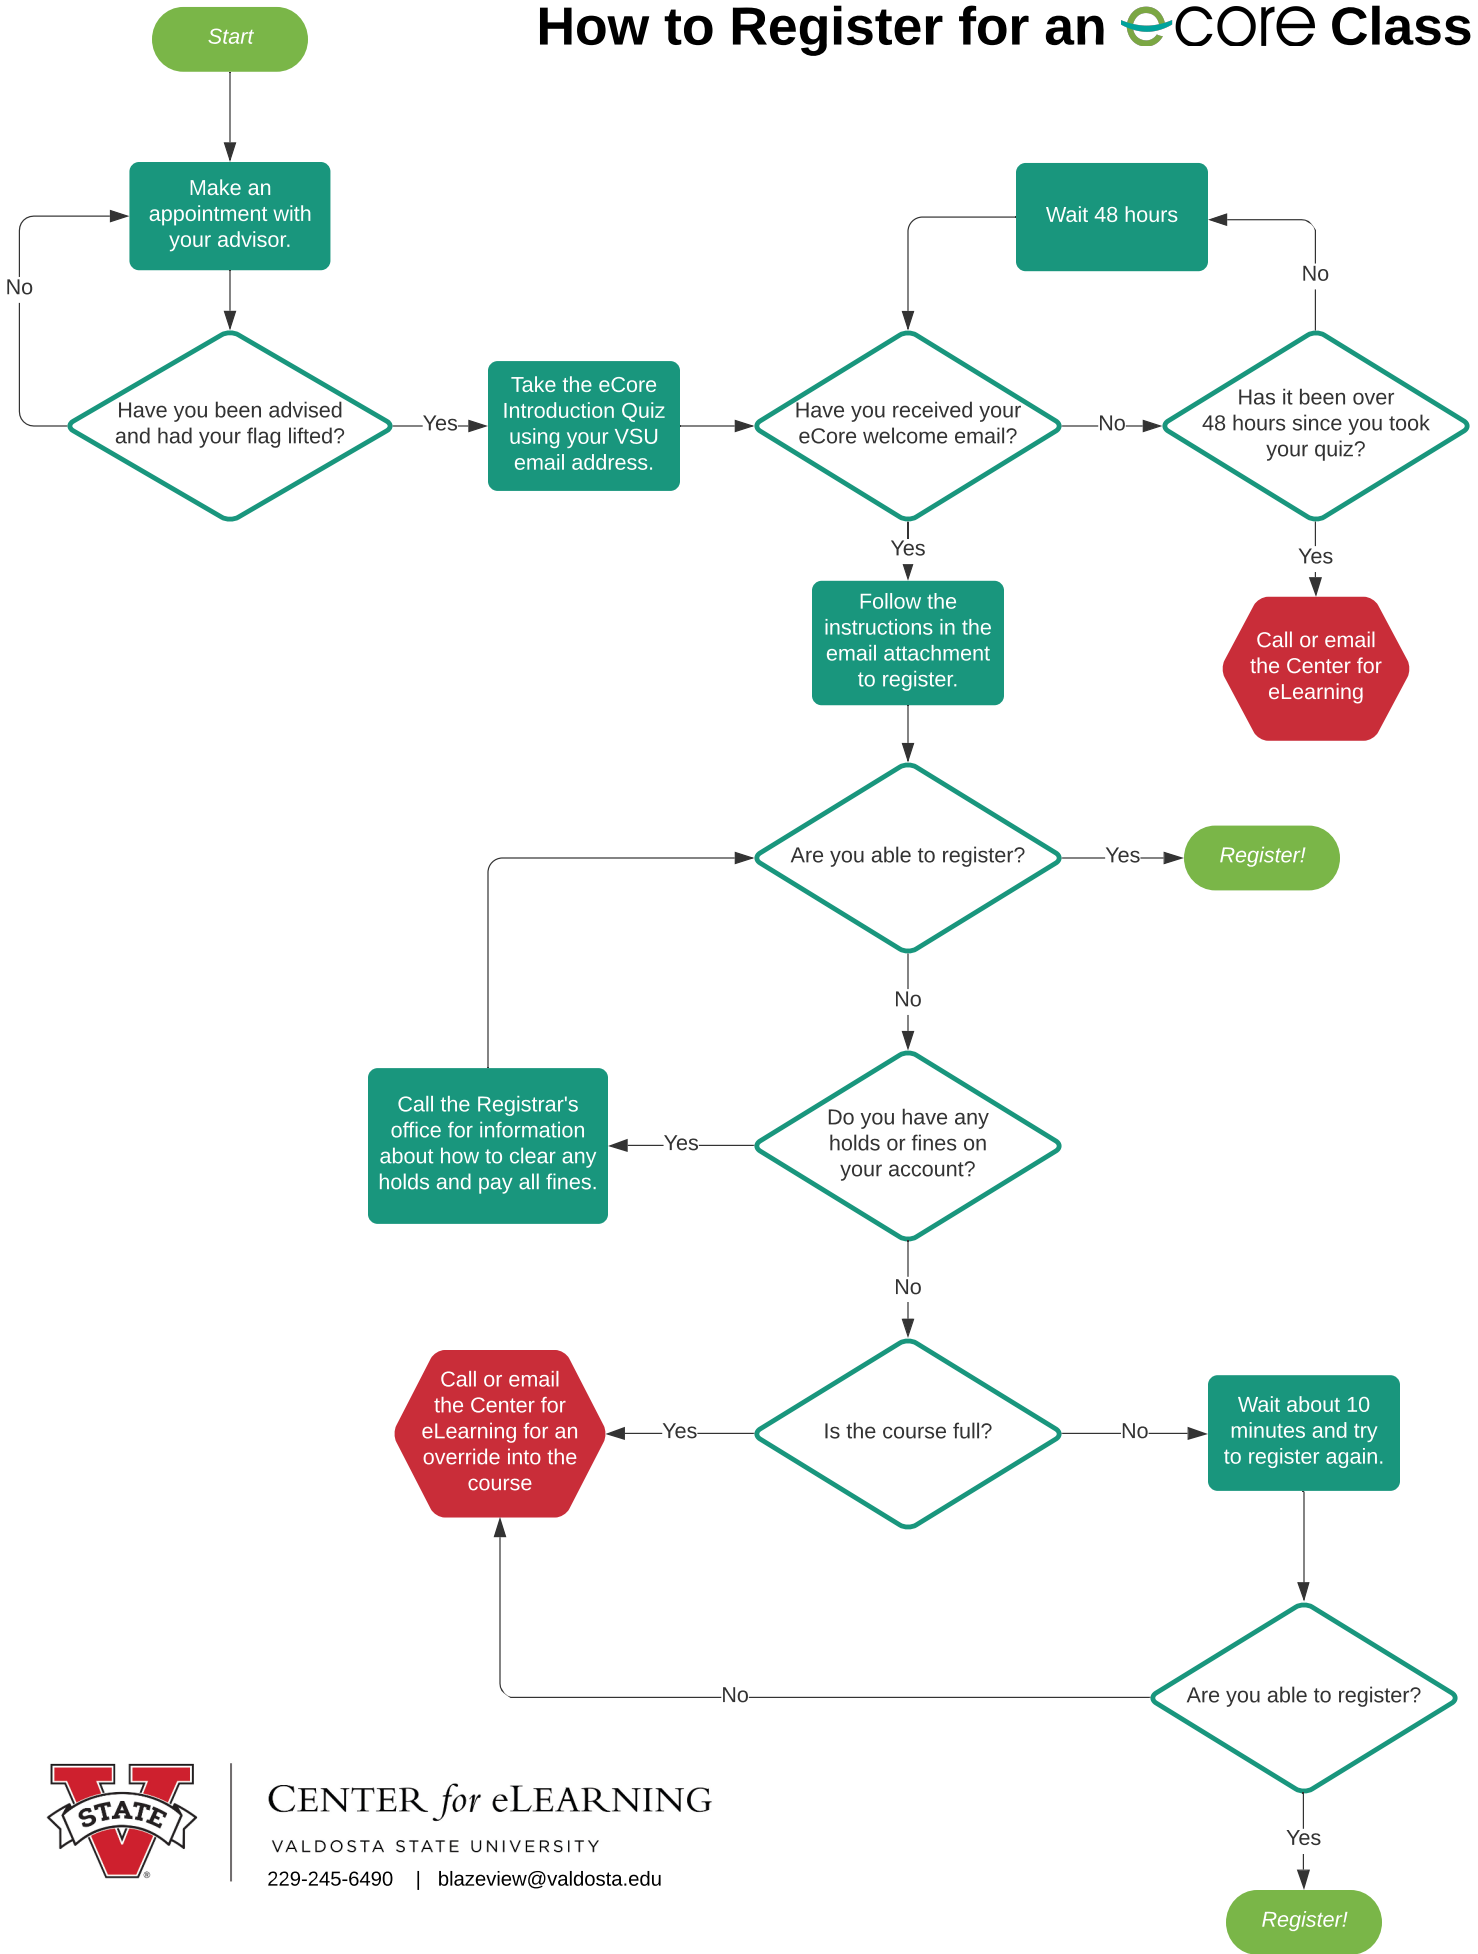 How to Register for an ecore Class
Start
Make an
appointment with
your advisor.
Wait 48 hours
No
No
Have you been advised
and had your flag lifted?
Yes
Take the eCore
Introduction Quiz
using your VSU
email address.
Have you received your
eCore welcome email?
No
Has it been over
48 hours since you took
your quiz?
Yes
Yes
Follow the
instructions in the
email attachment
to register.
Call or email
the Center for
eLearning
Are you able to register?
Yes
Register!
No
Call the Registrar's
office for information
about how to clear any
holds and pay all fines.
Yes
Do you have any
holds or fines on
your account?
No
Call or email
the Center for
eLearning for an
override into the
course
Yes
Is the course full?
No
Wait about 10
minutes and try
to register again.
No
Are you able to register?
Yes
Register!
V STATE ®
CENTER for eLEARNING
VALDOSTA STATE UNIVERSITY
229-245-6490 | blazeview@valdosta.edu